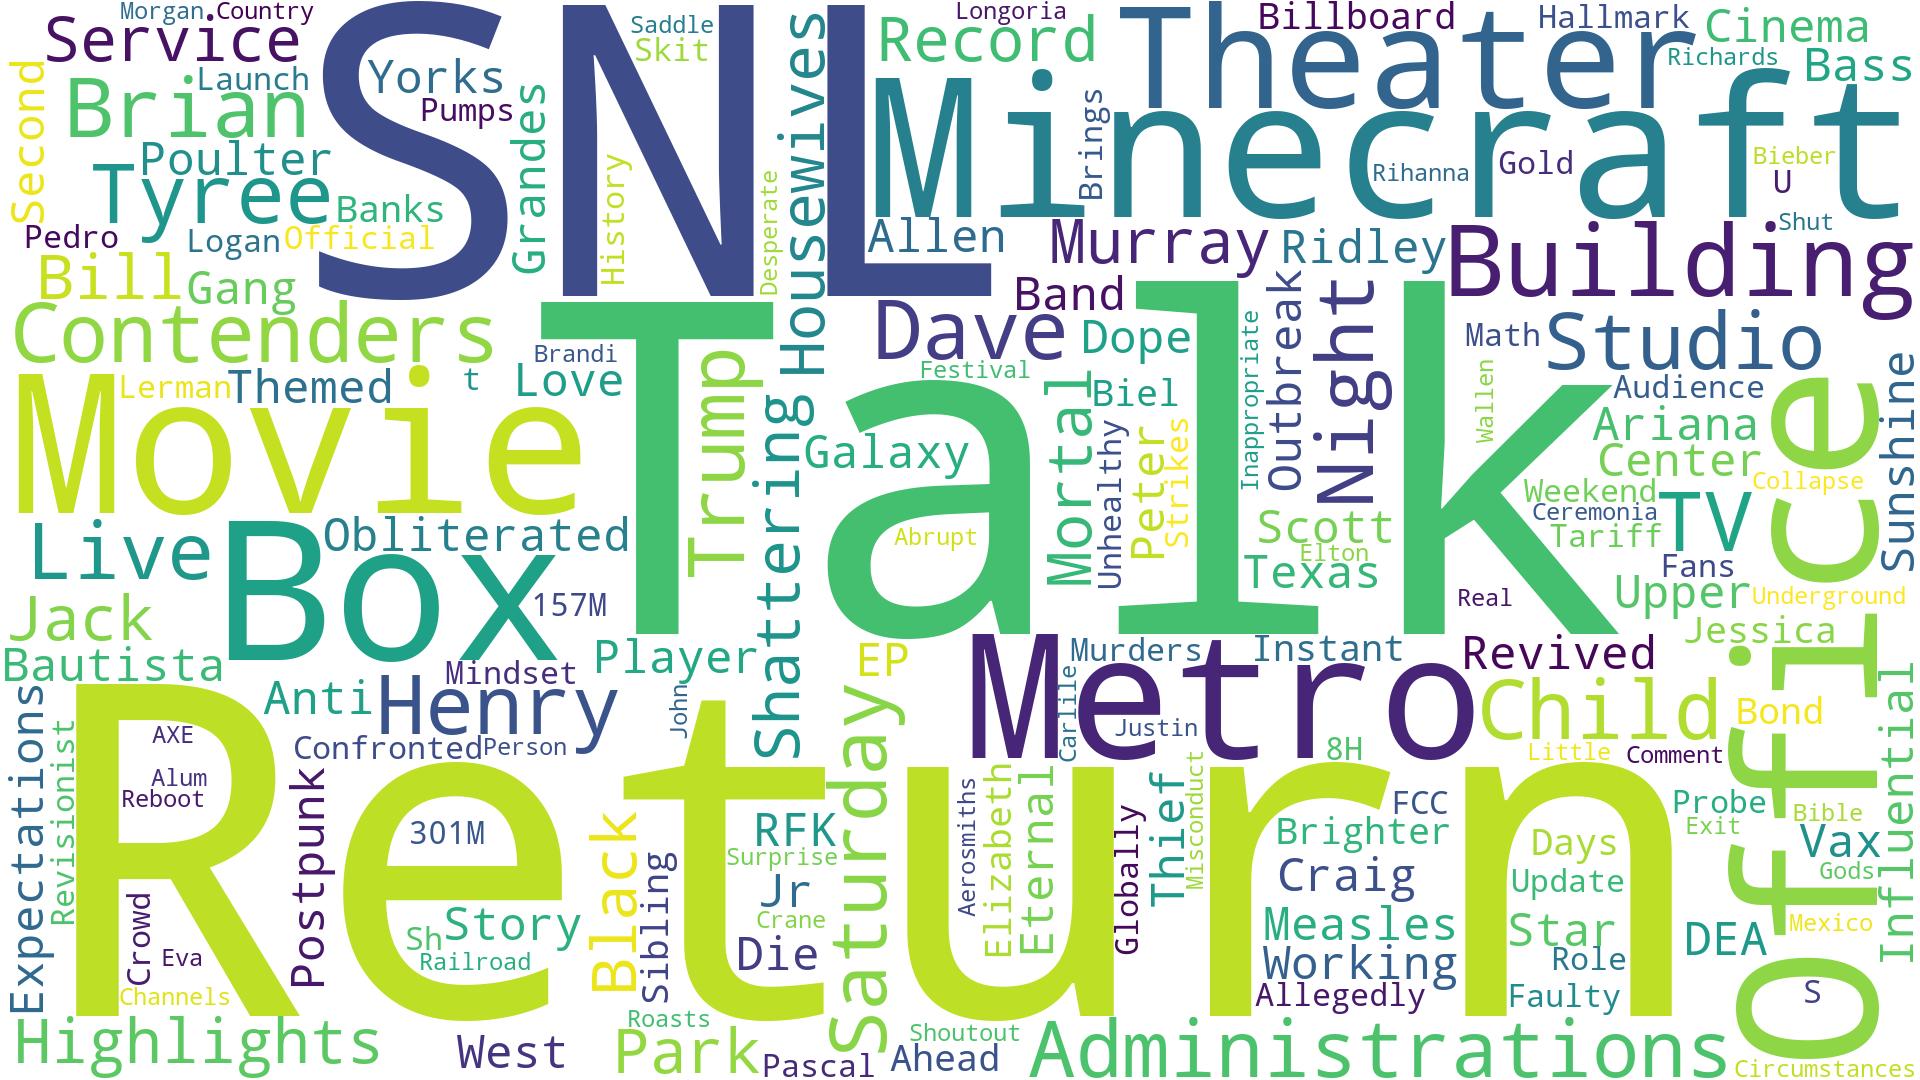 Morgan
Country
Service
Saddle
Skit
Longoria
Record
Theater
Billboard
Hallmark
Cinema
Richards
Bass
Second
Launch
Brian
SNL
Yorks
Pumps
Grandes
Housewives
Minecraft
Brings
Rihanna
Gold
Bieber
U
Poulter
Tyree
Banks
History
Desperate
Pedro
Logan
Official
Allen
Murray
Ridley
Shut
Building
Bill
Gang
Contenders
Band
Dave
Dope
Outbreak
Night
Math
Studio
Brandi
Talk
Trump
Festival
Inappropriate
Lerman
Themed
t
Love
Movie
Shattering
Galaxy
Mortal
Biel
Wallen
Audience
Sunshine
Ariana
Center
Collapse
Unhealthy
Peter
Strikes
Weekend
Ceremonia
Tariff
TV
Live
Box
Obliterated
Abrupt
Scott
Elton
Texas
Fans
Office
Jack
157M
Real
Upper
Underground
Bautista
Player
EP
Murders
Instant
Revived
Jessica
Mindset
Metro
Anti
Henry
John
Carlile
Justin
Child
Bond
Influential
Expectations
Revisionist
AXE
Confronted
Person
Saturday
8H
Little
Comment
Return
Alum
Reboot
Postpunk
301M
Black
RFK
Surprise
Aerosmiths
Elizabeth
Eternal
Globally
Thief
Misconduct
FCC
Brighter
Days
Probe
Exit
Bible
Vax
Gods
Crowd
Eva
Sh
Story
Railroad
Sibling
Jr
Crane
Die
Craig
Update
Measles
Star
DEA
Mexico
Working
Role
Channels
Allegedly
Faulty
S
Highlights
West
Roasts
Park
Pascal
Shoutout
Ahead
Administrations
Circumstances